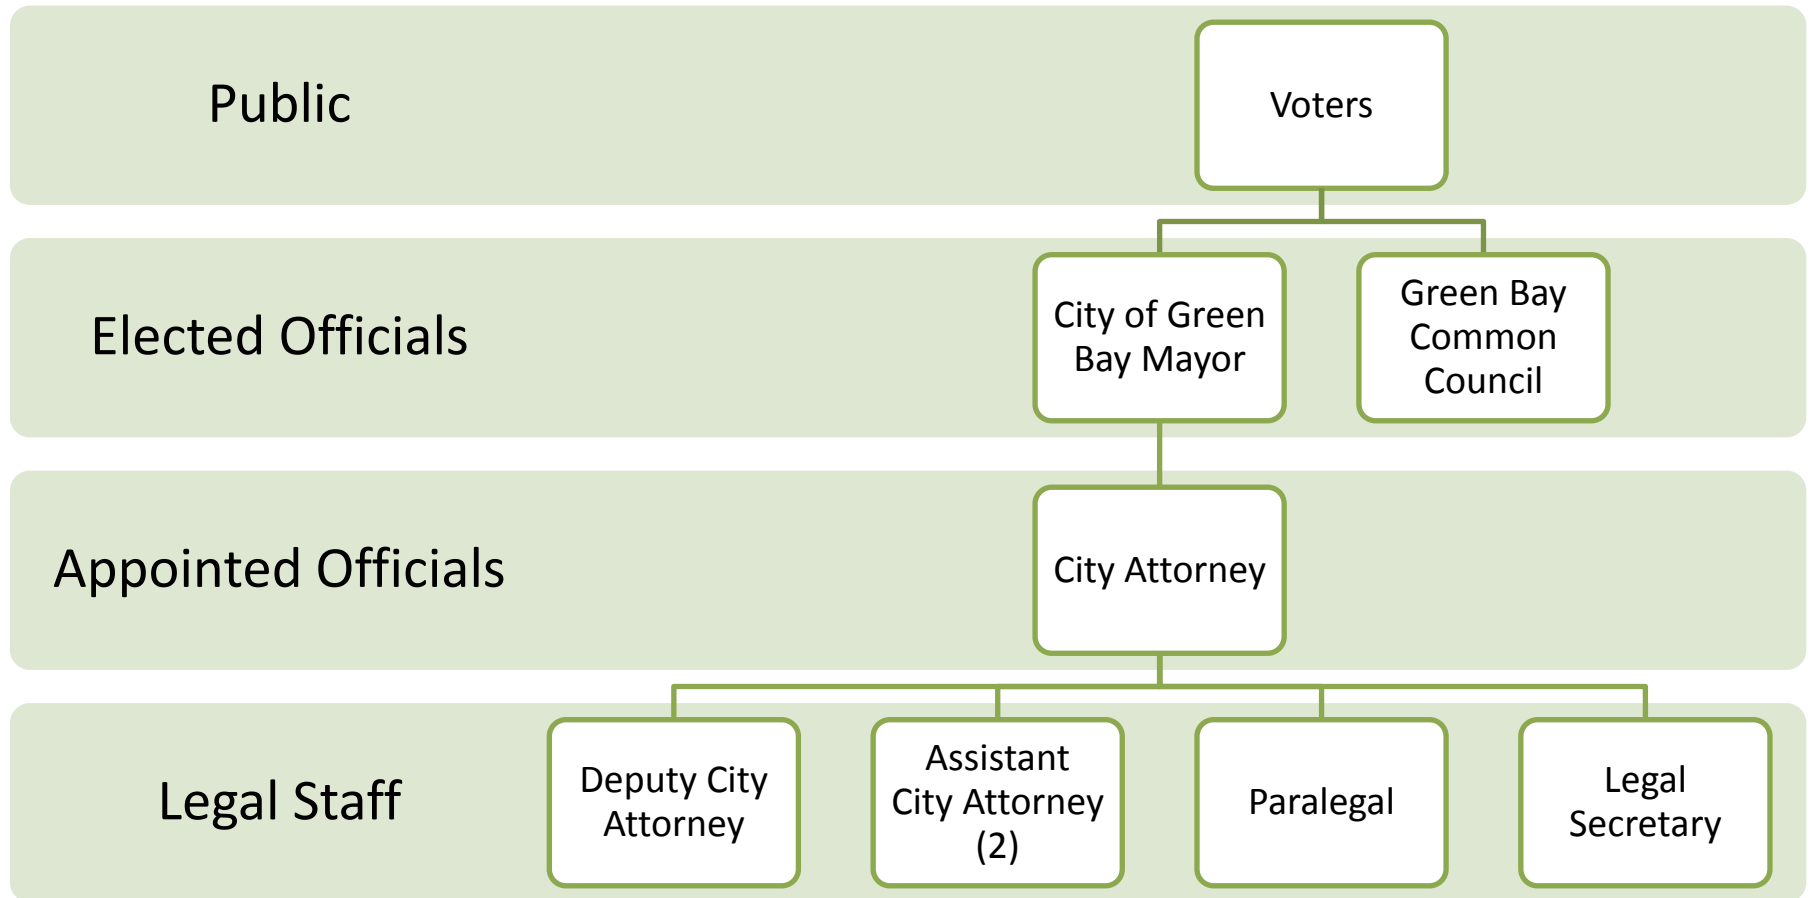 Public
Voters
Elected Officials
City of Green
Bay Mayor
Green Bay
Common
Council
Appointed Officials
City Attorney
Legal Staff
Deputy City
Attorney
Assistant
City Attorney
(2)
Paralegal
Legal
Secretary